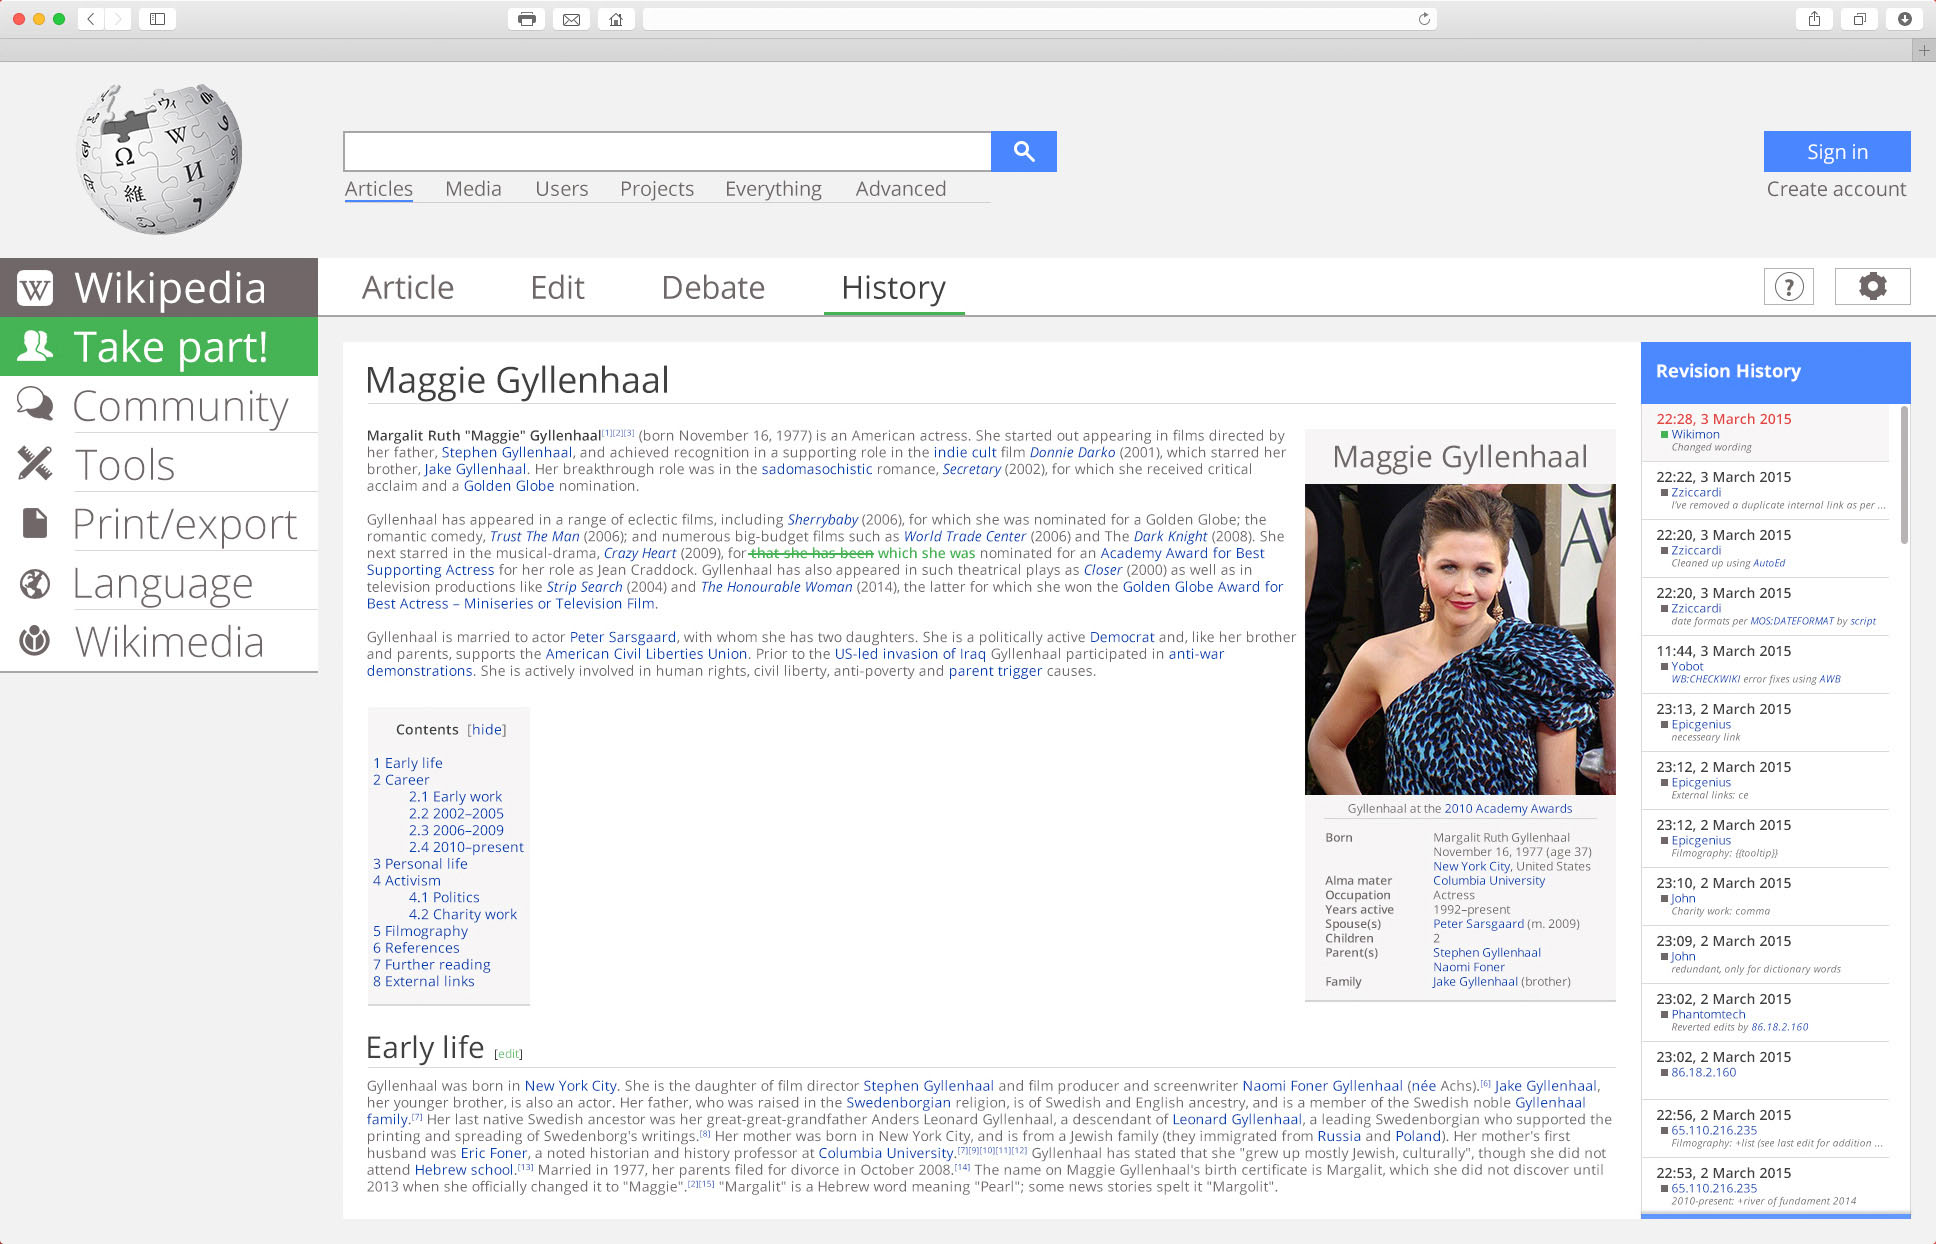 Articles Media Users Projects Everything Advanced
Sign in
Create account
Wikipedia
Take part!
Community
Tools
Print/export
Language
Wikimedia
Article Edit Debate History
Maggie Gyllenhaal
Margalit Ruth "Maggie" Gyllenhaal[1][2][3] (born November 16, 1977) is an American actress. She started out appearing in films directed by
her father, Stephen Gyllenhaal, and achieved recognition in a supporting role in the indie cult film Donnie Darko (2001), which starred her
brother, Jake Gyllenhaal. Her breakthrough role was in the sadomasochistic romance, Secretary (2002), for which she received critical
acclaim and a Golden Globe nomination.
Gyllenhaal has appeared in a range of eclectic films, including Sherrybaby (2006), for which she was nominated for a Golden Globe; the
romantic comedy, Trust The Man (2006); and numerous big-budget films such as World Trade Center (2006) and The Dark Knight (2008). She
next starred in the musical-drama, Crazy Heart (2009), for that she has been which she was nominated for an Academy Award for Best
Supporting Actress for her role as Jean Craddock. Gyllenhaal has also appeared in such theatrical plays as Closer (2000) as well as in
television productions like Strip Search (2004) and The Honourable Woman (2014), the latter for which she won the Golden Globe Award for
Best Actress – Miniseries or Television Film.
Gyllenhaal is married to actor Peter Sarsgaard, with whom she has two daughters. She is a politically active Democrat and, like her brother
and parents, supports the American Civil Liberties Union. Prior to the US-led invasion of Iraq Gyllenhaal participated in anti-war
demonstrations. She is actively involved in human rights, civil liberty, anti-poverty and parent trigger causes.
Contents [hide]
1 Early life
2 Career
2.1 Early work
2.2 2002–2005
2.3 2006–2009
2.4 2010–present
3 Personal life
4 Activism
4.1 Politics
4.2 Charity work
5 Filmography
6 References
7 Further reading
8 External links
Maggie Gyllenhaal
Gyllenhaal at the 2010 Academy Awards
Born Margalit Ruth Gyllenhaal
November 16, 1977 (age 37)
New York City, United States
Alma mater Columbia University
Occupation Actress
Years active 1992–present
Spouse(s) Peter Sarsgaard (m. 2009)
Children 2
Parent(s) Stephen Gyllenhaal
Naomi Foner
Family Jake Gyllenhaal (brother)
Early life [edit]
Gyllenhaal was born in New York City. She is the daughter of film director Stephen Gyllenhaal and film producer and screenwriter Naomi Foner Gyllenhaal (née Achs).[6] Jake Gyllenhaal,
her younger brother, is also an actor. Her father, who was raised in the Swedenborgian religion, is of Swedish and English ancestry, and is a member of the Swedish noble Gyllenhaal
family.[7] Her last native Swedish ancestor was her great-great-grandfather Anders Leonard Gyllenhaal, a descendant of Leonard Gyllenhaal, a leading Swedenborgian who supported the
printing and spreading of Swedenborg's writings.[8] Her mother was born in New York City, and is from a Jewish family (they immigrated from Russia and Poland). Her mother's first
husband was Eric Foner, a noted historian and history professor at Columbia University.[7][9][10][11][12] Gyllenhaal has stated that she "grew up mostly Jewish, culturally", though she did not
attend Hebrew school.[13] Married in 1977, her parents filed for divorce in October 2008.[14] The name on Maggie Gyllenhaal's birth certificate is Margalit, which she did not discover until
2013 when she officially changed it to "Maggie".[2][15] "Margalit" is a Hebrew word meaning "Pearl"; some news stories spelt it "Margolit".
Revision History
22:28, 3 March 2015
Wikimon
Changed wording
22:22, 3 March 2015
Zziccardi
I've removed a duplicate internal link as per ...
22:20, 3 March 2015
Zziccardi
Cleaned up using AutoEd
22:20, 3 March 2015
Zziccardi
date formats per MOS:DATEFORMAT by script
11:44, 3 March 2015
Yobot
WB:CHECKWIKI error fixes using AWB
23:13, 2 March 2015
Epicgenius
necesseary link
23:12, 2 March 2015
Epicgenius
External links: ce
23:12, 2 March 2015
Epicgenius
Filmography: {{tooltip}}
23:10, 2 March 2015
John
Charity work: comma
23:09, 2 March 2015
John
redundant, only for dictionary words
23:02, 2 March 2015
Phantomtech
Reverted edits by 86.18.2.160
23:02, 2 March 2015
86.18.2.160
22:56, 2 March 2015
65.110.216.235
Filmography: +list (see last edit for addition ...
22:53, 2 March 2015
65.110.216.235
2010-present: +river of fundament 2014